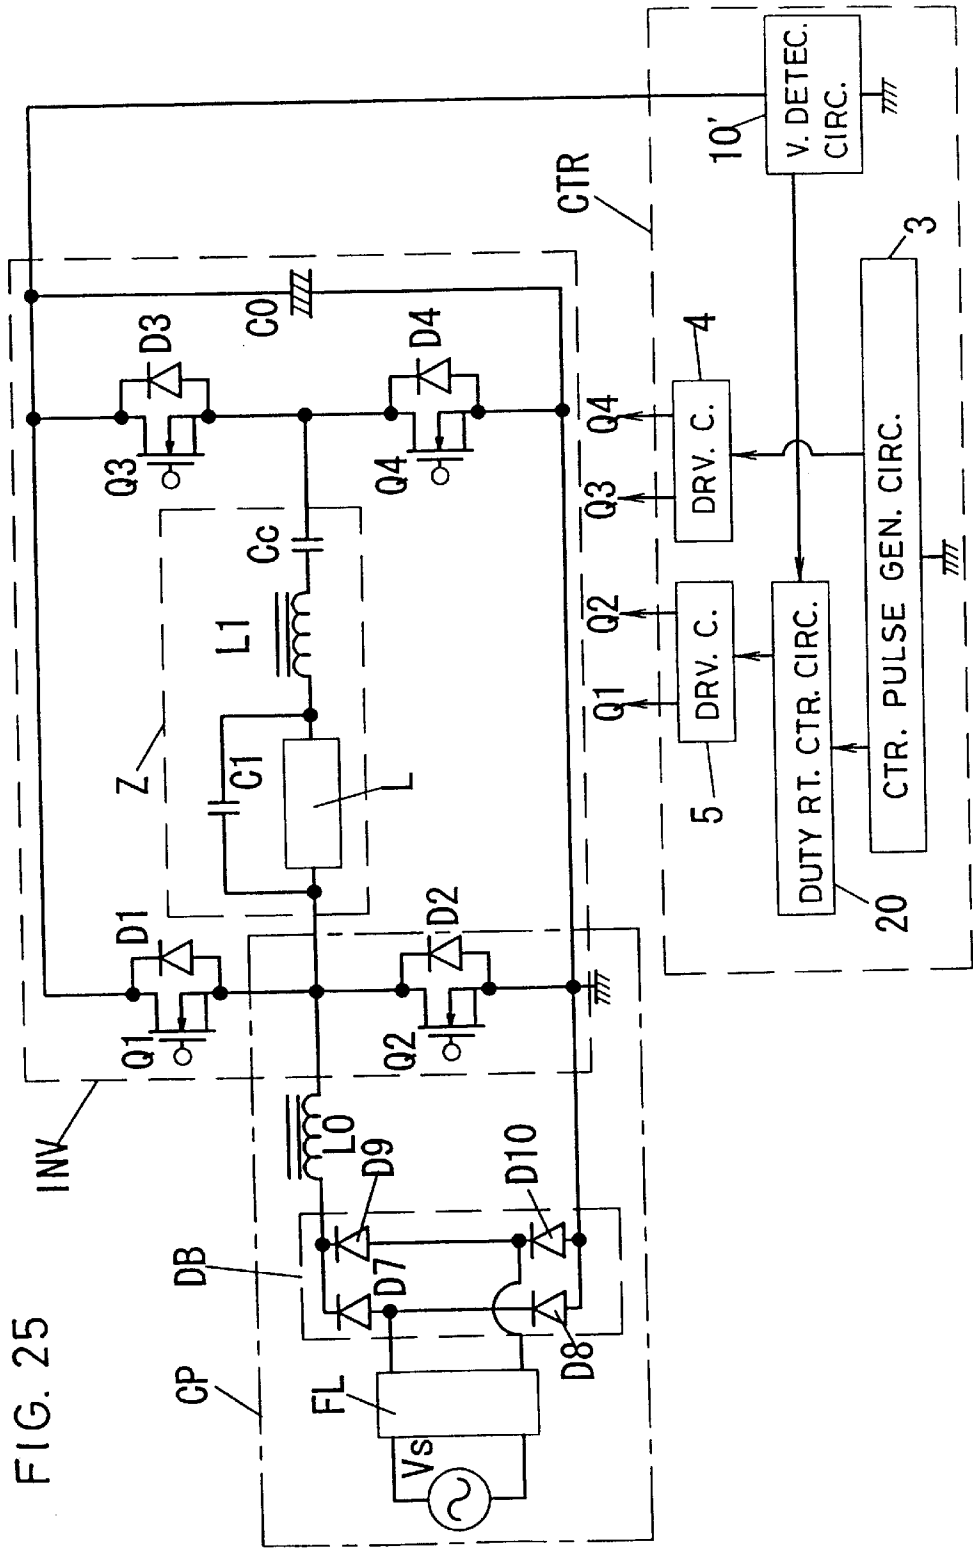 FIG. 25
INV
Q1
D1
Z
C1
L
L1
Cc
Q3
D3
C0
Q4
D4
CP
DB
FL
Vs
D7
D9
D8
D10
L0
Q2
D2
CTR
Q1
Q2
Q3
Q4
5
DRV. C.
DRV. C.
4
10'
V. DETEC.
CIRC.
20
DUTY RT. CTR. CIRC.
CTR. PULSE GEN. CIRC.
3